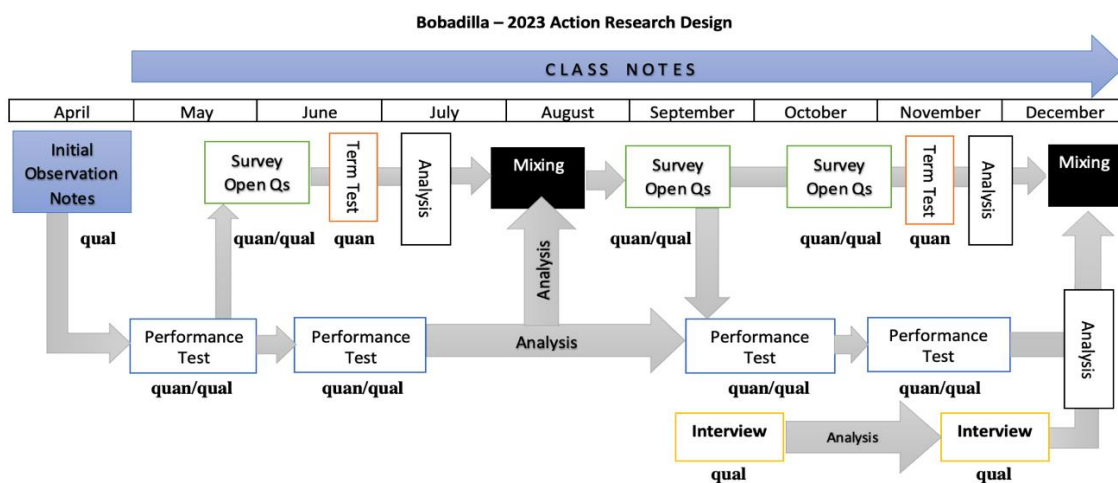 Bobadilla – 2023 Action Research Design
CLASS NOTES
April May June July August September October November December
Initial
Observation
Notes
qual
Survey
Open Qs
quan/qual
Term Test
quan
Analysis
Mixing
Survey
Open Qs
quan/qual
Survey
Open Qs
quan/qual
Term Test
quan
Analysis
Mixing
Analysis
Performance
Test
quan/qual
Performance
Test
quan/qual
Analysis
Performance
Test
quan/qual
Performance
Test
quan/qual
Analysis
Interview
qual
Analysis
Interview
qual